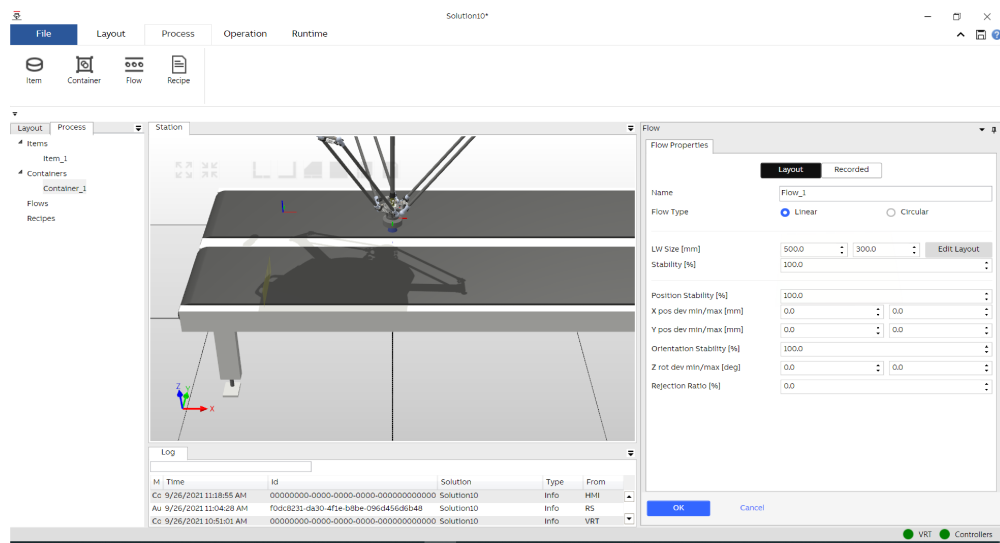 Solution10*
File Layout Process Operation Runtime
Item Container Flow Recipe
Layout Process
Items
Item_1
Containers
Container_1
Flows
Recipes
Station
Z Y X
Log
M Time Id Solution Type From
Cc 9/26/2021 11:18:55 AM 00000000-0000-0000-0000-000000000000 Solution10 Info HMI
Au 9/26/2021 11:04:28 AM f0dc8231-da30-4f1e-b8be-096d456d6b48 Solution10 Info RS
Cc 9/26/2021 10:51:01 AM 00000000-0000-0000-0000-000000000000 Solution10 Info VRT
Flow
Flow Properties
Layout Recorded
Name Flow_1
Flow Type Linear Circular
LW Size [mm] 500.0 300.0 Edit Layout
Stability [%] 100.0
Position Stability [%] 100.0
X pos dev min/max [mm] 0.0 0.0
Y pos dev min/max [mm] 0.0 0.0
Orientation Stability [%] 100.0
Z rot dev min/max [deg] 0.0 0.0
Rejection Ratio [%] 0.0
OK Cancel
VRT Controllers